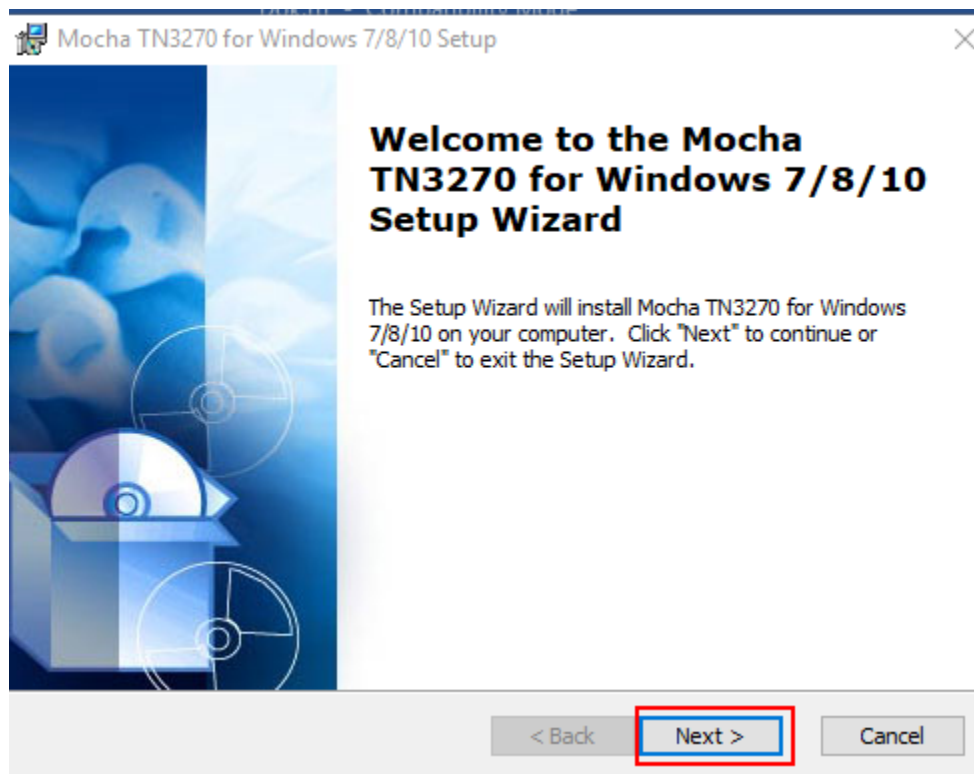 Compatibility Mode
Mocha TN3270 for Windows 7/8/10 Setup
Welcome to the Mocha
TN3270 for Windows 7/8/10
Setup Wizard
The Setup Wizard will install Mocha TN3270 for Windows
7/8/10 on your computer. Click "Next" to continue or
"Cancel" to exit the Setup Wizard.
< Back Next > Cancel